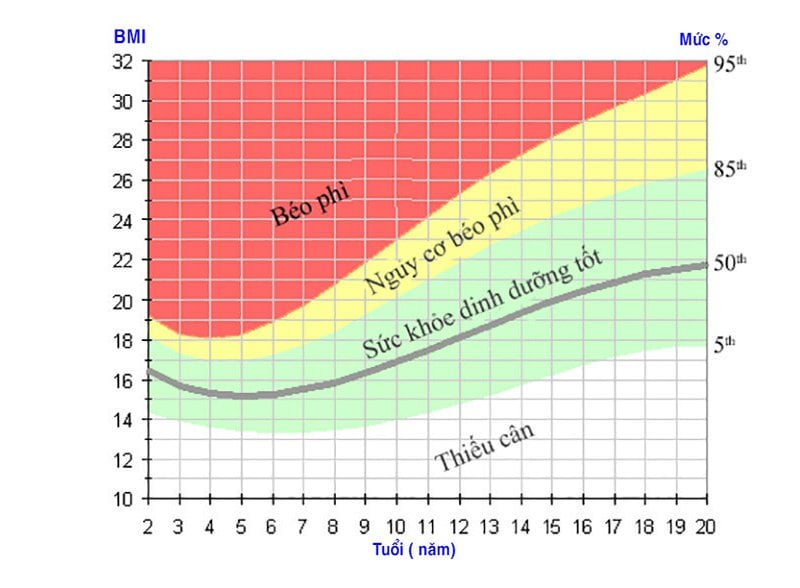 BMI
Mức %
32
30
28
26
24
22
20
18
16
14
12
10
95th
85th
50th
5th
Béo phì
Nguy cơ béo phì
Sức khỏe dinh dưỡng tốt
Thiếu cân
2 3 4 5 6 7 8 9 10 11 12 13 14 15 16 17 18 19 20
Tuổi ( năm)